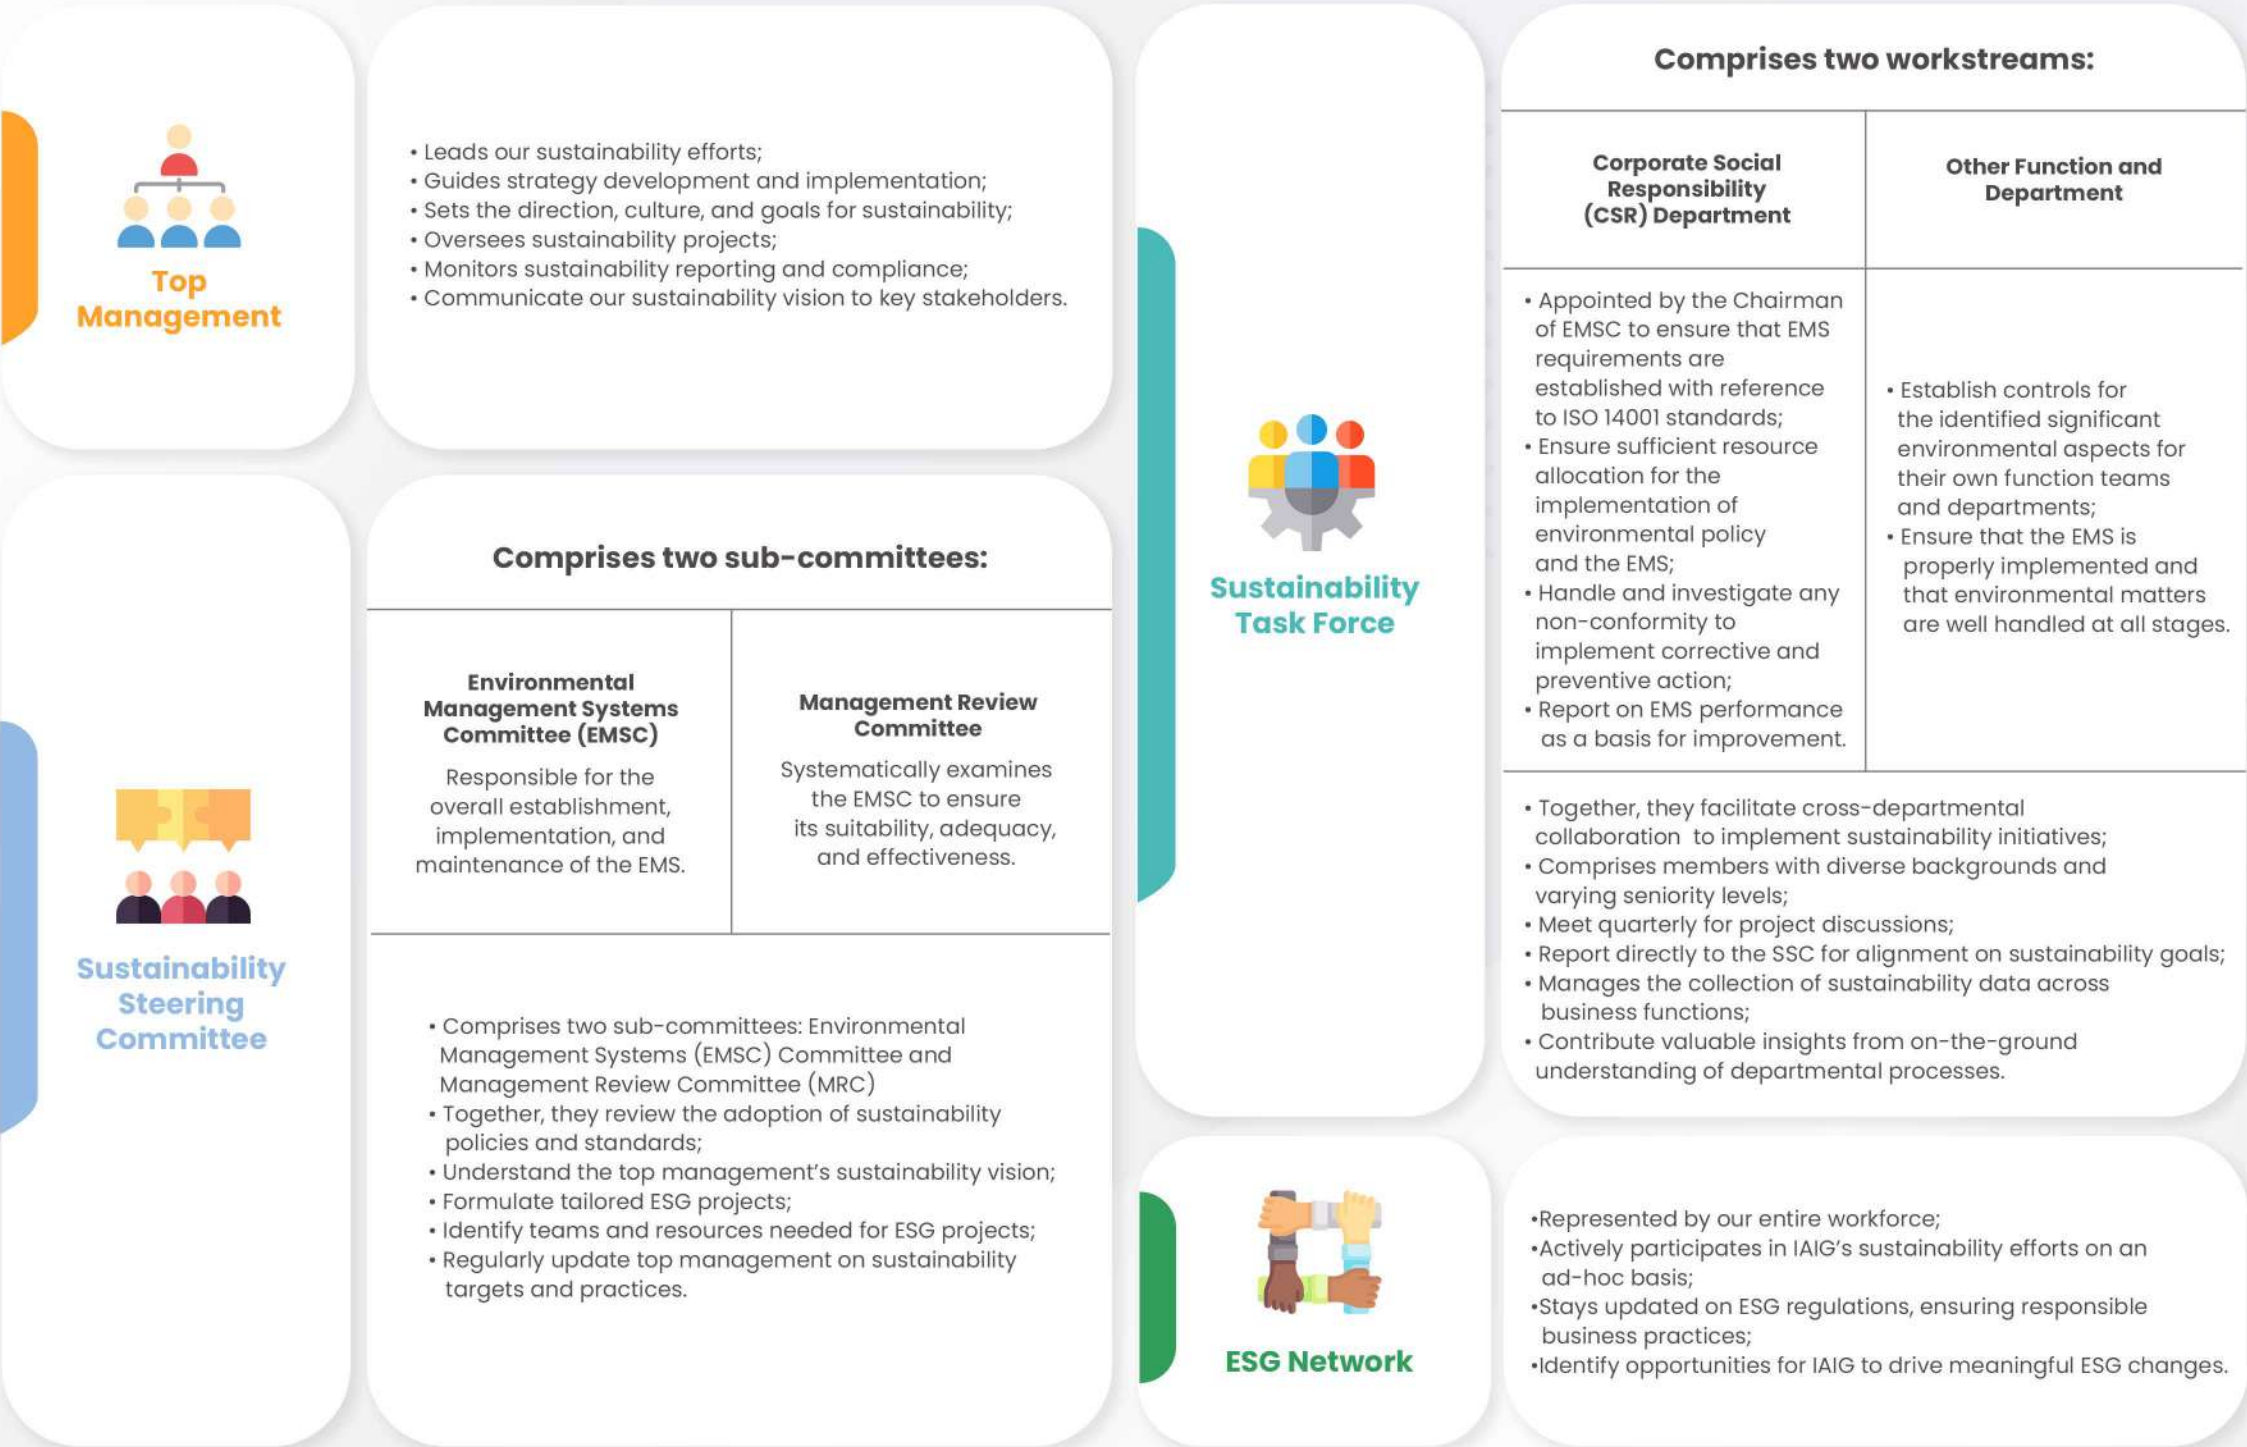 Top
Management
• Leads our sustainability efforts;
• Guides strategy development and implementation;
• Sets the direction, culture, and goals for sustainability;
• Oversees sustainability projects;
• Monitors sustainability reporting and compliance;
• Communicate our sustainability vision to key stakeholders.
Sustainability
Steering
Committee
Comprises two sub-committees:
Environmental
Management Systems
Committee (EMSC)
Responsible for the
overall establishment,
implementation, and
maintenance of the EMS.
Management Review
Committee
Systematically examines
the EMSC to ensure
its suitability, adequacy,
and effectiveness.
• Comprises two sub-committees: Environmental
Management Systems (EMSC) Committee and
Management Review Committee (MRC)
• Together, they review the adoption of sustainability
policies and standards;
• Understand the top management's sustainability vision;
• Formulate tailored ESG projects;
• Identify teams and resources needed for ESG projects;
• Regularly update top management on sustainability
targets and practices.
Sustainability
Task Force
Comprises two workstreams:
Corporate Social
Responsibility
(CSR) Department
• Appointed by the Chairman
of EMSC to ensure that EMS
requirements are
established with reference
to ISO 14001 standards;
• Ensure sufficient resource
allocation for the
implementation of
environmental policy
and the EMS;
• Handle and investigate any
non-conformity to
implement corrective and
preventive action;
• Report on EMS performance
as a basis for improvement.
Other Function and
Department
• Establish controls for
the identified significant
environmental aspects for
their own function teams
and departments;
• Ensure that the EMS is
properly implemented and
that environmental matters
are well handled at all stages.
• Together, they facilitate cross-departmental
collaboration to implement sustainability initiatives;
• Comprises members with diverse backgrounds and
varying seniority levels;
• Meet quarterly for project discussions;
• Report directly to the SSC for alignment on sustainability goals;
• Manages the collection of sustainability data across
business functions;
• Contribute valuable insights from on-the-ground
understanding of departmental processes.
ESG Network
•Represented by our entire workforce;
•Actively participates in IAIG's sustainability efforts on an
ad-hoc basis;
•Stays updated on ESG regulations, ensuring responsible
business practices;
•Identify opportunities for IAIG to drive meaningful ESG changes.